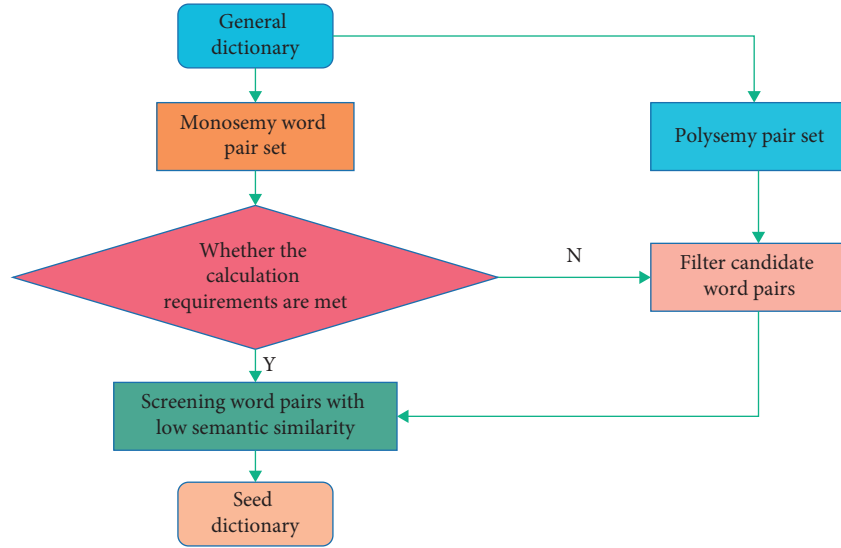 General
dictionary
Monosemy word
pair set
Polysemy pair set
Whether the
calculation
requirements are met
N
Filter candidate
word pairs
Y
Screening word pairs with
low semantic similarity
Seed
dictionary